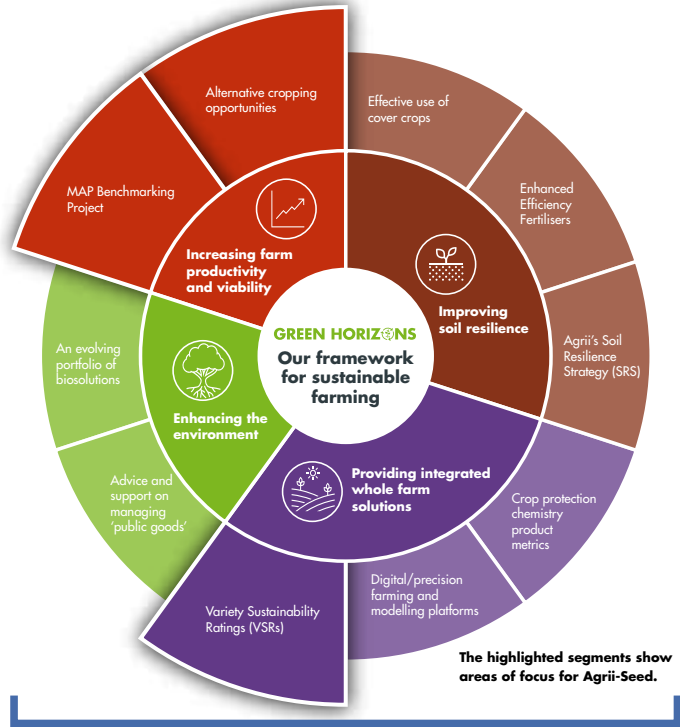 Alternative cropping
opportunities
Effective use of
cover crops
MAP Benchmarking
Project
Enhanced
Efficiency
Fertilisers
Increasing farm
productivity
and viability
Improving
soil resilience
GREEN HORIZONS
Our framework
for sustainable
farming
An evolving
portfolio of
biosolutions
Agrii's Soil
Resilience
Strategy (SRS)
Enhancing the
environment
Providing integrated
whole farm
solutions
Advice and
support on
managing
'public goods'
Crop protection
chemistry
product
metrics
Digital/precision
farming and
modelling platforms
Variety Sustainability
Ratings (VSRs)
The highlighted segments show
areas of focus for Agrii-Seed.